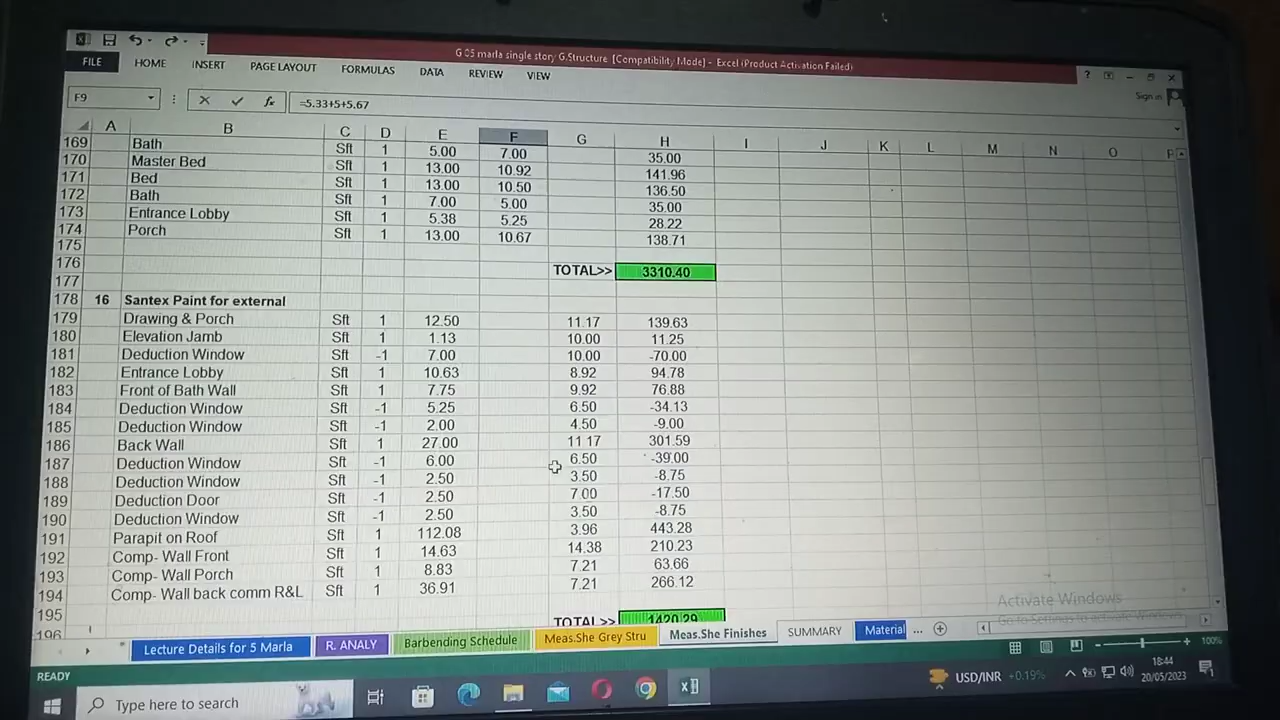 G 05 marla single story G.Structure [Compatibility Mode] - Excel (Product Activation Failed)
FILE HOME INSERT PAGE LAYOUT FORMULAS DATA REVIEW VIEW Sign in
F9 fx =5.33+5+5.67
A B C D E F G H I J K L M N O P
169 Bath Sft 1 5.00 7.00 35.00
170 Master Bed Sft 1 13.00 10.92 141.96
171 Bed Sft 1 13.00 10.50 136.50
172 Bath Sft 1 7.00 5.00 35.00
173 Entrance Lobby Sft 1 5.38 5.25 28.22
174 Porch Sft 1 13.00 10.67 138.71
175
176 TOTAL>> 3310.40
177
178 16 Santex Paint for external
179 Drawing & Porch Sft 1 12.50 11.17 139.63
180 Elevation Jamb Sft 1 1.13 10.00 11.25
181 Deduction Window Sft -1 7.00 10.00 -70.00
182 Entrance Lobby Sft 1 10.63 8.92 94.78
183 Front of Bath Wall Sft 1 7.75 9.92 76.88
184 Deduction Window Sft -1 5.25 6.50 -34.13
185 Deduction Window Sft -1 2.00 4.50 -9.00
186 Back Wall Sft 1 27.00 11.17 301.59
187 Deduction Window Sft -1 6.00 6.50 -39.00
188 Deduction Window Sft -1 2.50 3.50 -8.75
189 Deduction Door Sft -1 2.50 7.00 -17.50
190 Deduction Window Sft -1 2.50 3.50 -8.75
191 Parapit on Roof Sft 1 112.08 3.96 443.28
192 Comp- Wall Front Sft 1 14.63 14.38 210.23
193 Comp- Wall Porch Sft 1 8.83 7.21 63.66
194 Comp- Wall back comm R&L Sft 1 36.91 7.21 266.12
195 TOTAL>> 1420.29
196
Activate Windows
Go to Settings to activate Windows.
Lecture Details for 5 Marla R. ANALY Barbending Schedule Meas.She Grey Stru Meas.She Finishes SUMMARY Material ...
READY 100%
Type here to search USD/INR +0.19% 18:44
20/05/2023